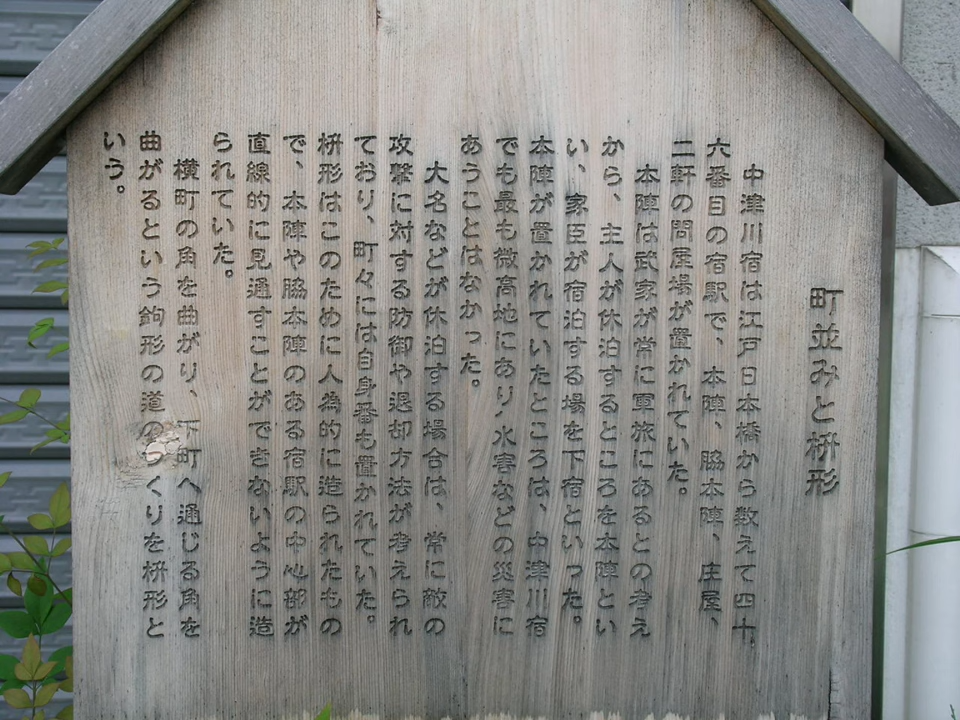 町並みと枡形
中津川宿は江戸日本橋から数えて四十
六番目の宿駅で、本陣、脇本陣、庄屋、
二軒の問屋場が置かれていた。
本陣は武家が常に軍旅にあるとの考え
から、主人が休泊するところを本陣とい
い、家臣が宿泊する場を下宿といった。
本陣が置かれていたところは、中津川宿
でも最も微高地にあり、水害などの災害に
あうことはなかった。
大名などが休泊する場合は、常に敵の
攻撃に対する防御や退却方法が考えられ
ており、町々には自身番も置かれていた。
枡形はこのために人為的に造られたもの
で、本陣や脇本陣のある宿駅の中心部が
直線的に見通すことができないように造
られていた。
横町の角を曲がり、下町へ通じる角を
曲がるという鉤形の道のつくりを枡形と
いう。